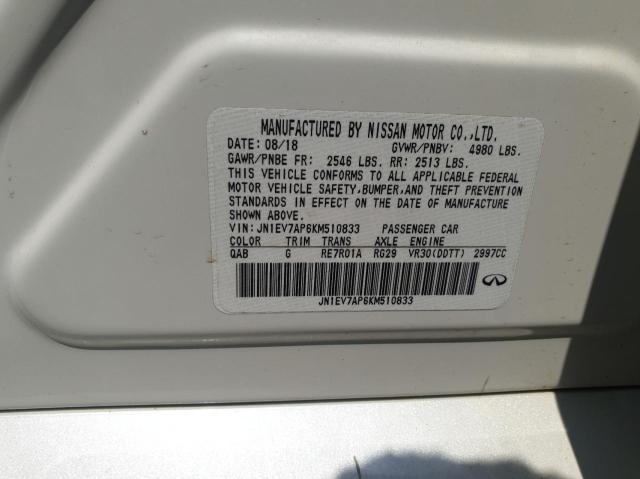 MANUFACTURED BY NISSAN MOTOR CO.,LTD.
DATE: 08/18 GVWR/PNBV: 4980 LBS.
GAWR/PNBE FR: 2546 LBS. RR: 2513 LBS.
THIS VEHICLE CONFORMS TO ALL APPLICABLE FEDERAL
MOTOR VEHICLE SAFETY,BUMPER,AND THEFT PREVENTION
STANDARDS IN EFFECT ON THE DATE OF MANUFACTURE
SHOWN ABOVE.
VIN: JN1EV7AP6KM510833 PASSENGER CAR
COLOR TRIM TRANS AXLE ENGINE
QAB G RE7R01A RG29 VR30(DDTT) 2997CC
JN1EV7AP6KM510833